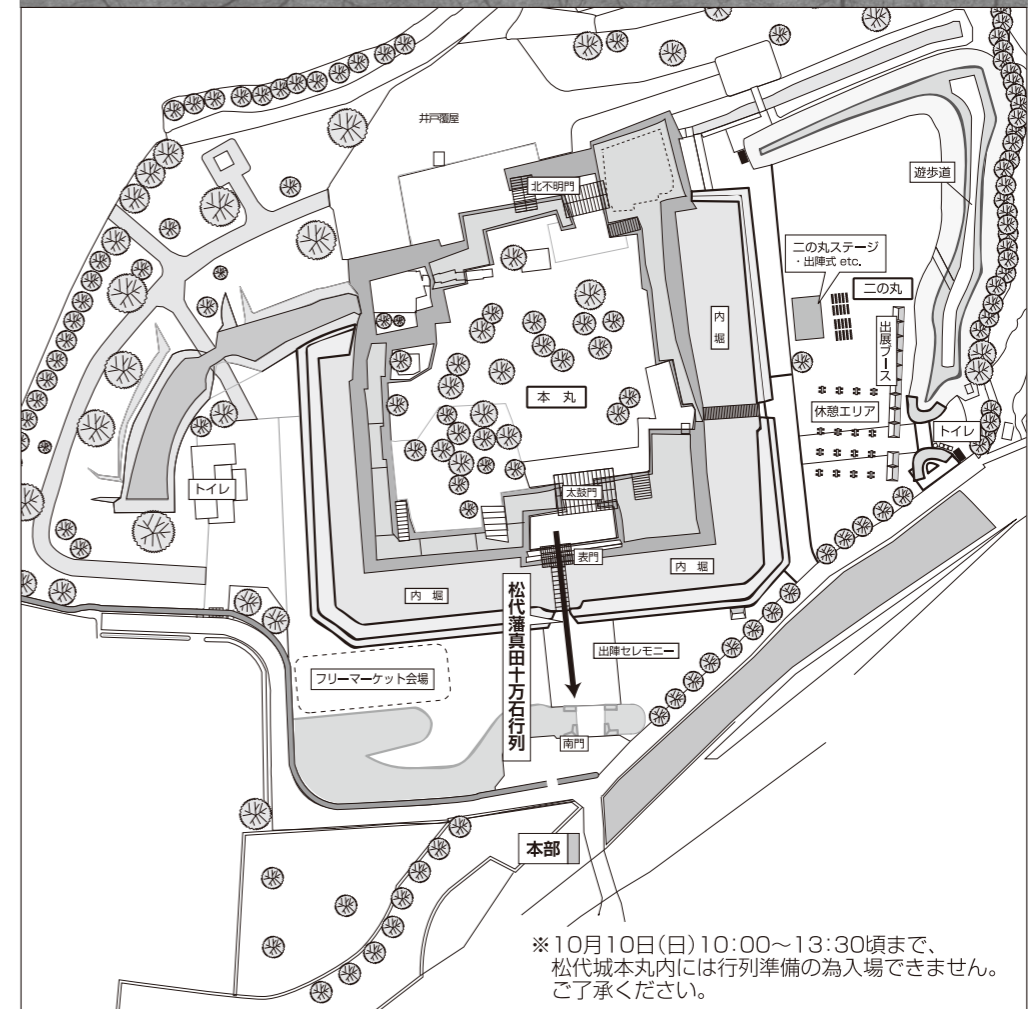 井戸覆屋
北不明門
遊歩道
二の丸ステージ
・出陣式 etc.
二の丸
内堀
出展ブース
本丸
休憩エリア
トイレ
トイレ
太鼓門
表門
内堀
内堀
松代藩真田十万石行列
出陣セレモニー
フリーマーケット会場
南門
本部
※10月10日(日)10:00〜13:30頃まで、
松代城本丸内には行列準備の為入場できません。
ご了承ください。